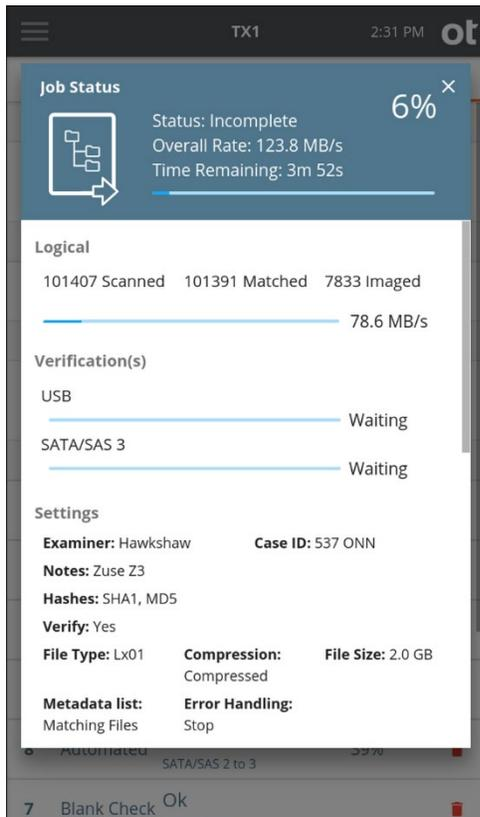 TX1 2:31 PM ot
Job Status
6%
Status: Incomplete
Overall Rate: 123.8 MB/s
Time Remaining: 3m 52s
Logical
101407 Scanned 101391 Matched 7833 Imaged
78.6 MB/s
Verification(s)
USB
Waiting
SATA/SAS 3
Waiting
Settings
Examiner: Hawkshaw Case ID: 537 ONN
Notes: Zuse Z3
Hashes: SHA1, MD5
Verify: Yes
File Type: Lx01 Compression: File Size: 2.0 GB
Compressed
Metadata list: Error Handling:
Matching Files Stop
8 Automated 39%
SATA/SAS 2 to 3
7 Blank Check Ok